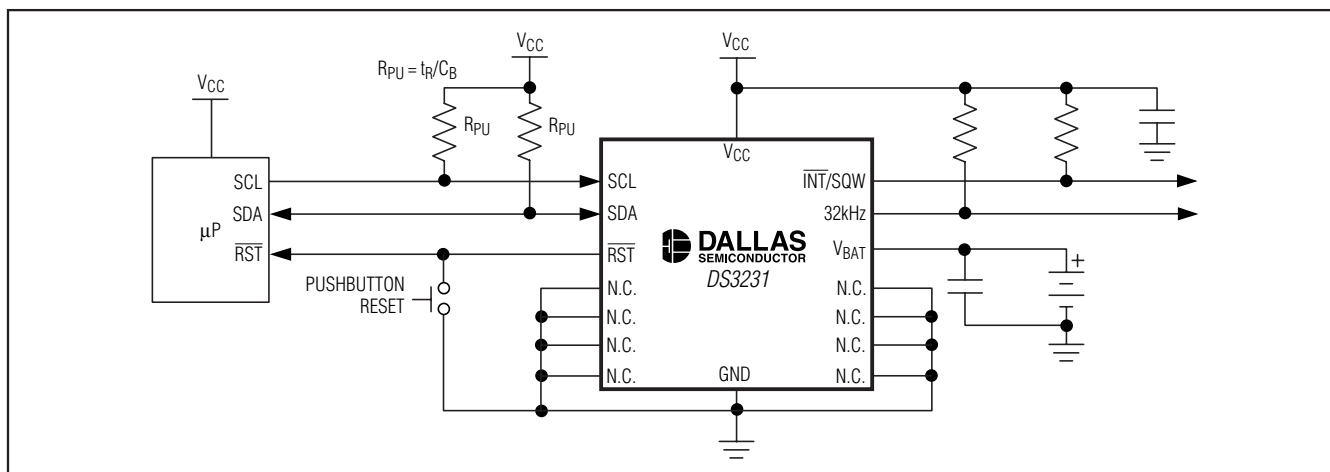 VCC
RPU = tR/CB
VCC
RPU
RPU
VCC
VCC
SCL
SDA
RST
μP
PUSHBUTTON
RESET
SCL
SDA
RST
N.C.
N.C.
N.C.
N.C.
DALLAS
SEMICONDUCTOR
DS3231
GND
INT/SQW
32kHz
VBAT
N.C.
N.C.
N.C.
N.C.
+